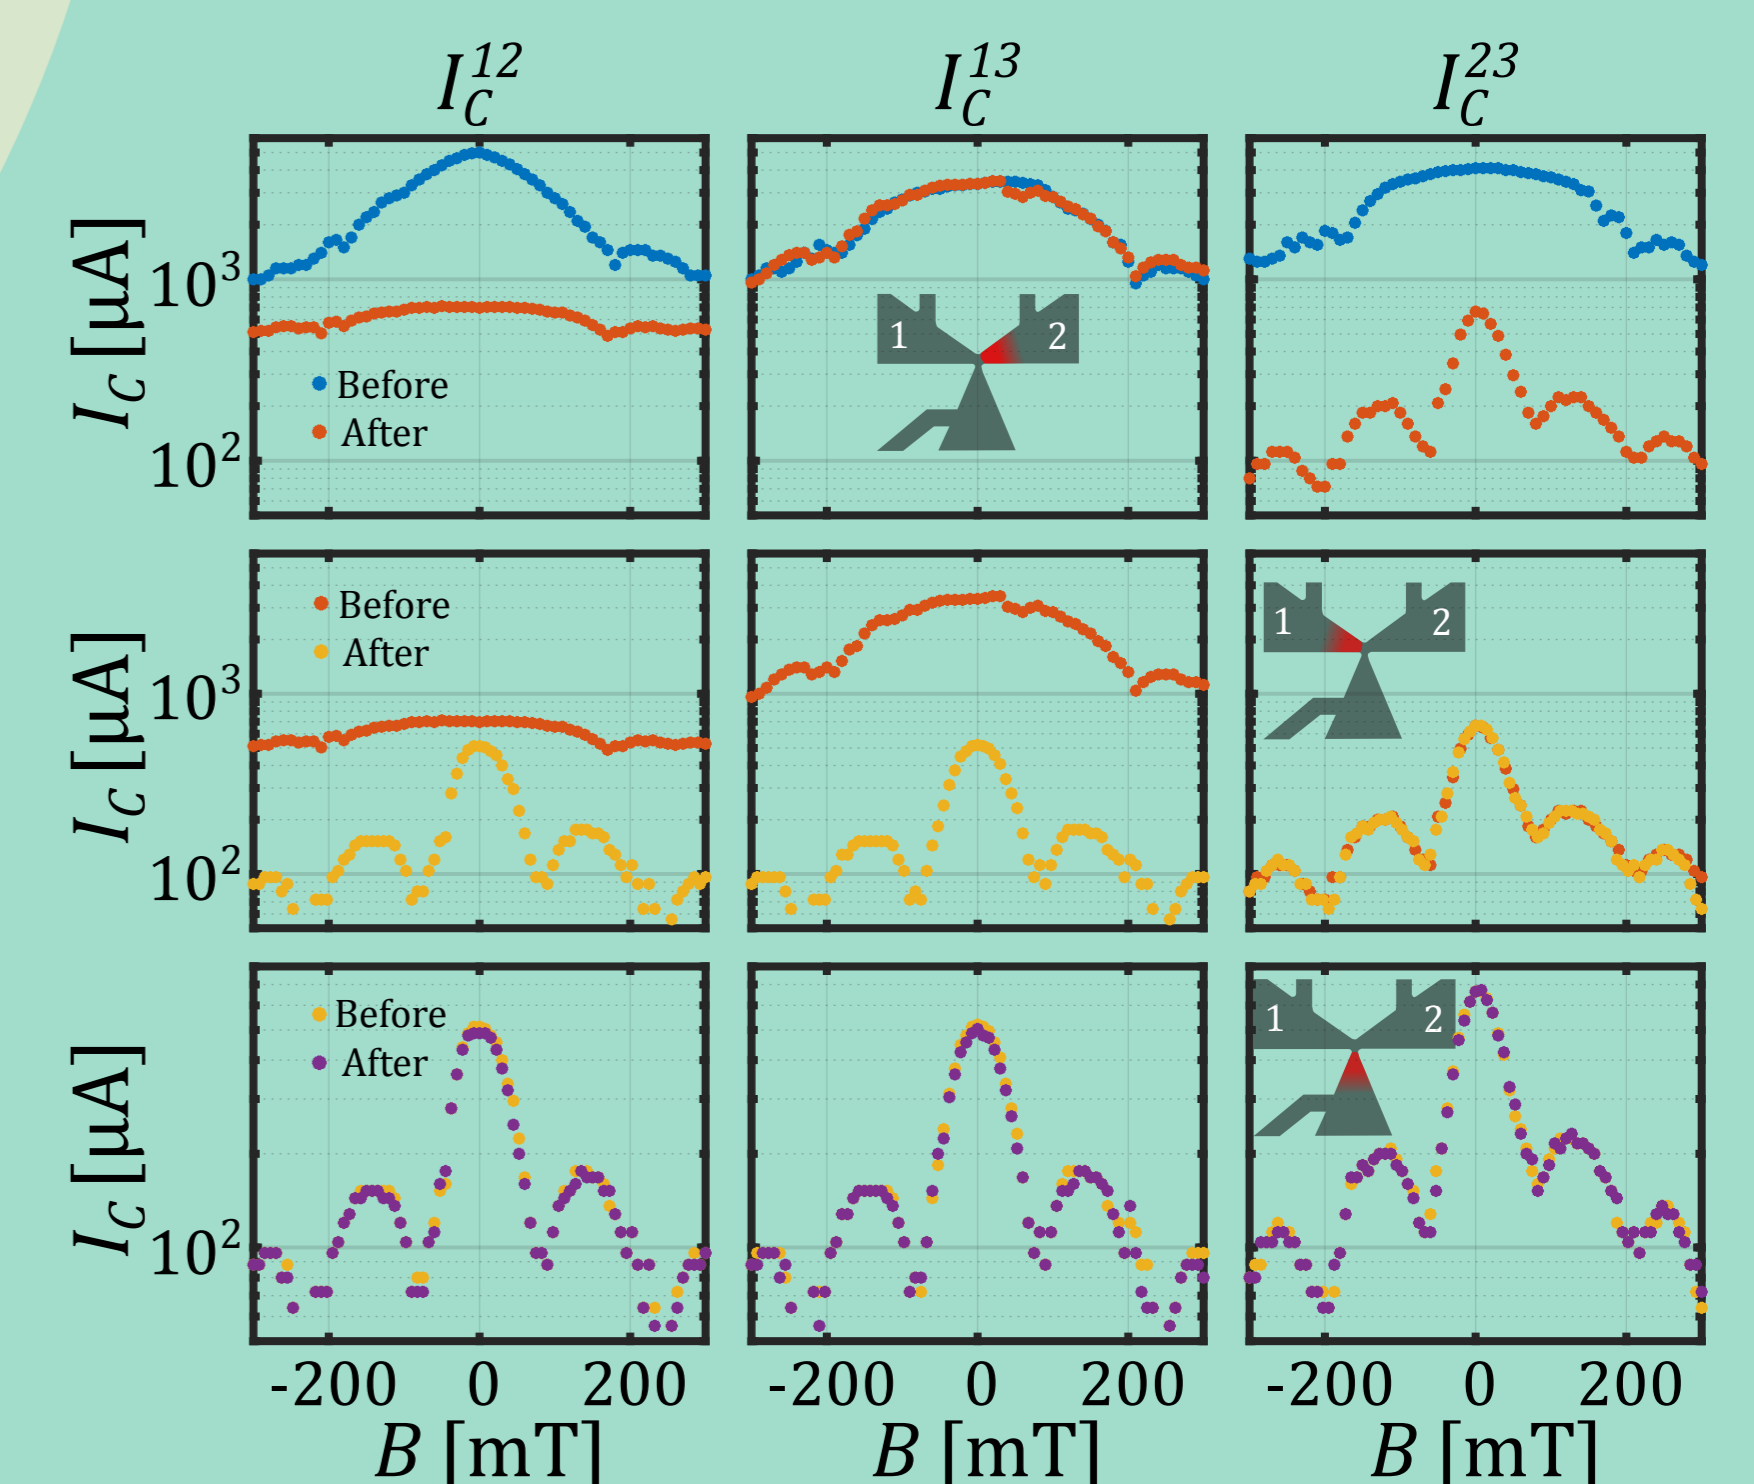 I_C^12 I_C^13 I_C^23
I_C [μA]
10^3
10^2
Before
After
1 2
I_C [μA]
10^3
10^2
Before
After
1 2
I_C [μA]
10^2
Before
After
1 2
-200 0 200 -200 0 200 -200 0 200
B [mT] B [mT] B [mT]